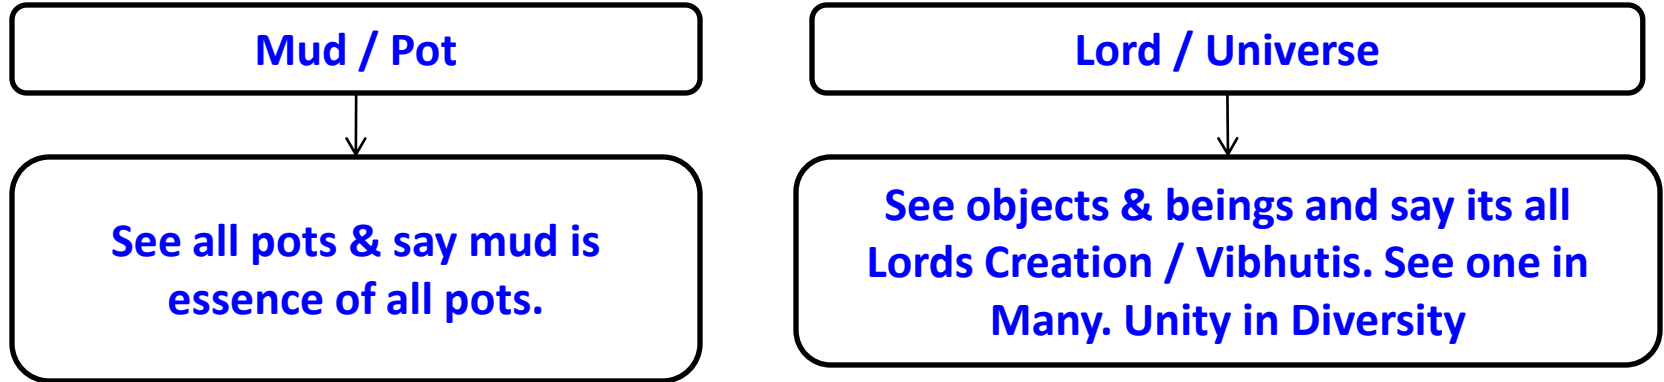 Mud / Pot
Lord / Universe
See all pots & say mud is
essence of all pots.
See objects & beings and say its all
Lords Creation / Vibhutis. See one in
Many. Unity in Diversity